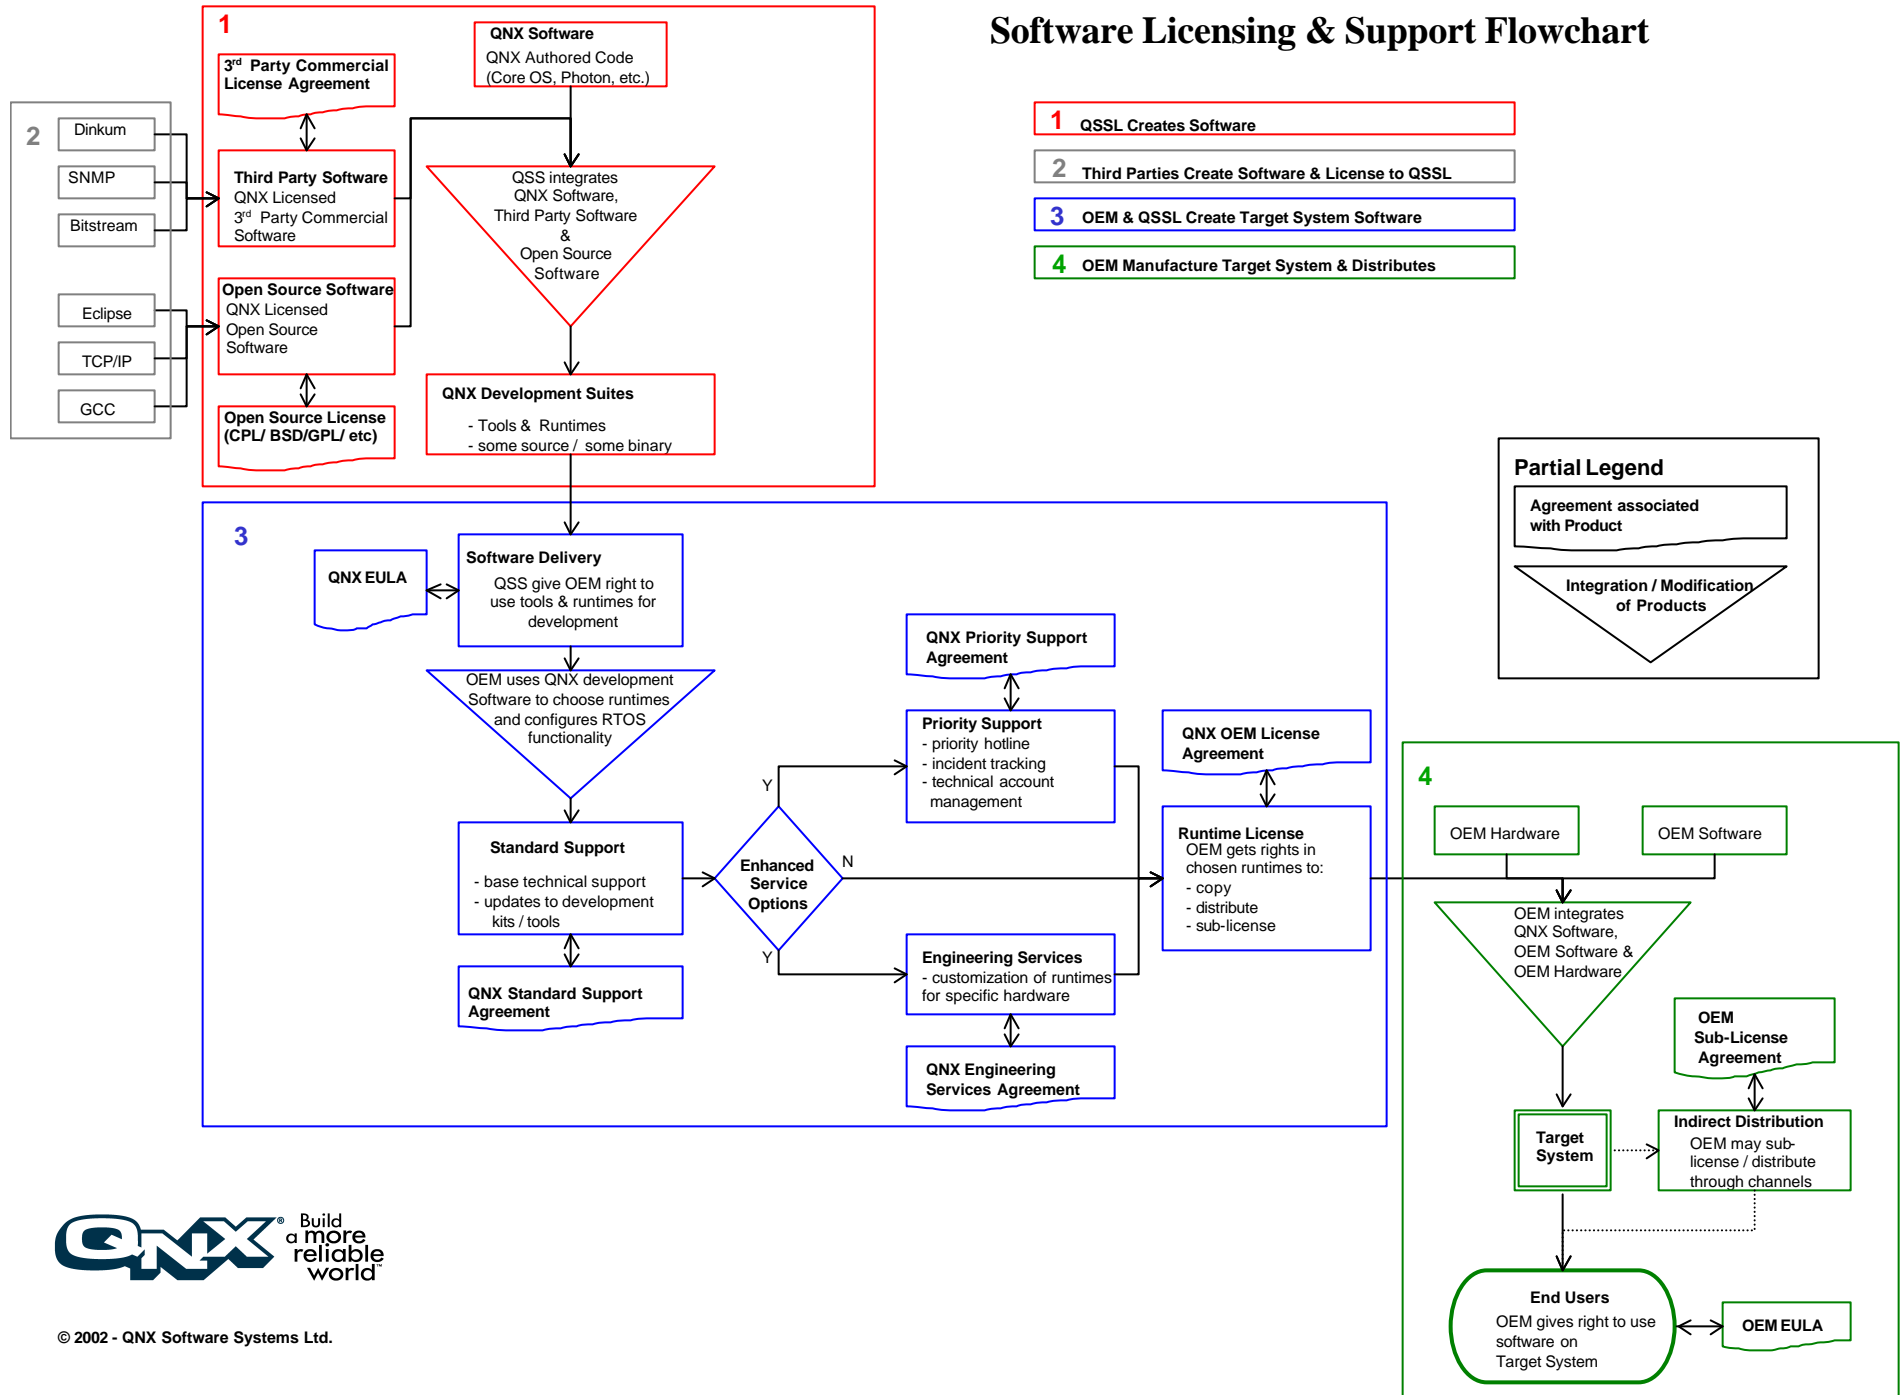 Software Licensing & Support Flowchart
1
QNX Software
QNX Authored Code
(Core OS, Photon, etc.)
3rd Party Commercial
License Agreement
2
Dinkum
SNMP
Bitstream
Eclipse
TCP/IP
GCC
Third Party Software
QNX Licensed
3rd Party Commercial
Software
Open Source Software
QNX Licensed
Open Source
Software
Open Source License
(CPL/ BSD/GPL/ etc)
QSS integrates
QNX Software,
Third Party Software
&
Open Source
Software
QNX Development Suites
- Tools & Runtimes
- some source / some binary
1 QSSL Creates Software
2 Third Parties Create Software & License to QSSL
3 OEM & QSSL Create Target System Software
4 OEM Manufacture Target System & Distributes
Partial Legend
Agreement associated
with Product
Integration / Modification
of Products
3
QNX EULA
Software Delivery
QSS give OEM right to
use tools & runtimes for
development
OEM uses QNX development
Software to choose runtimes
and configures RTOS
functionality
Standard Support
- base technical support
- updates to development
kits / tools
QNX Standard Support
Agreement
Enhanced
Service
Options
Y
N
Y
QNX Priority Support
Agreement
Priority Support
- priority hotline
- incident tracking
- technical account
management
Engineering Services
- customization of runtimes
for specific hardware
QNX Engineering
Services Agreement
QNX OEM License
Agreement
Runtime License
OEM gets rights in
chosen runtimes to:
- copy
- distribute
- sub-license
4
OEM Hardware
OEM Software
OEM integrates
QNX Software,
OEM Software &
OEM Hardware
OEM
Sub-License
Agreement
Target
System
Indirect Distribution
OEM may sub-
license / distribute
through channels
End Users
OEM gives right to use
software on
Target System
OEM EULA
QNX®
Build
a more
reliable
world™
© 2002 - QNX Software Systems Ltd.